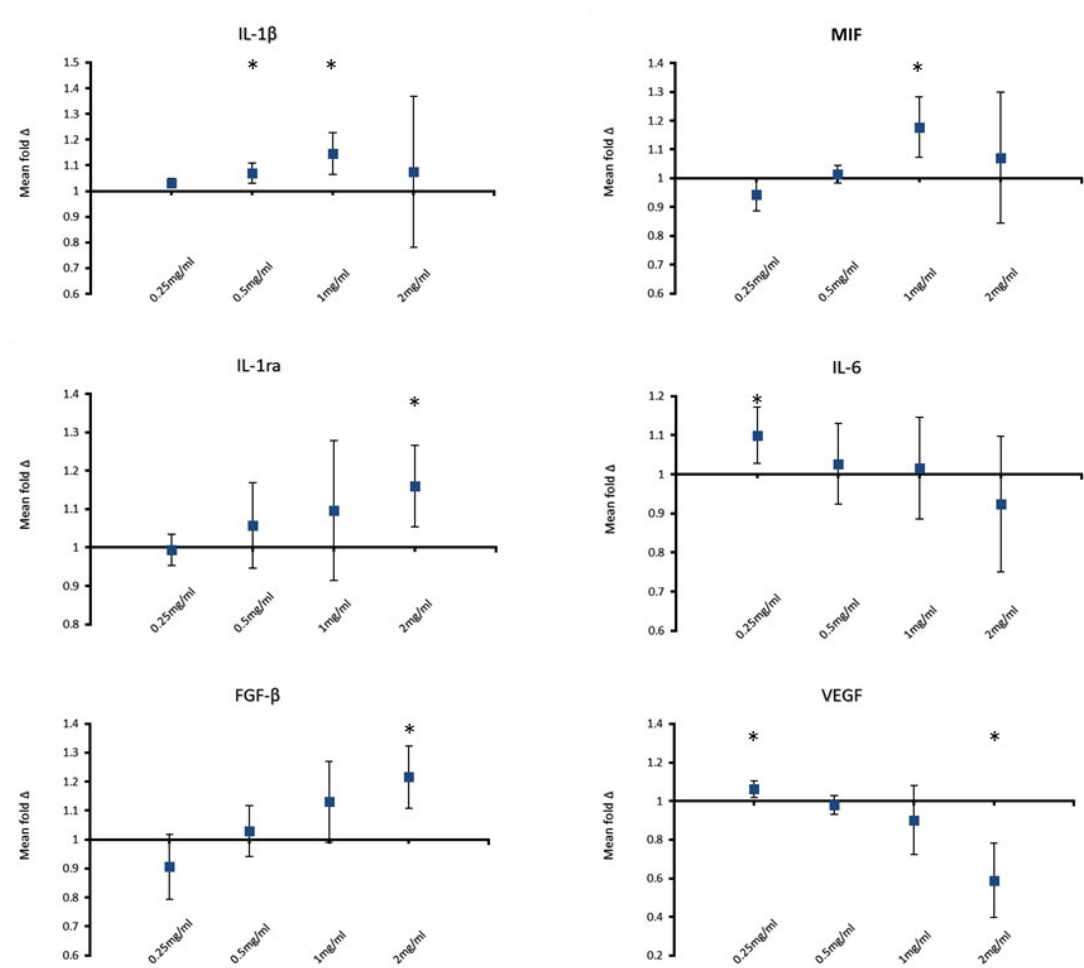 IL-1β
Mean fold Δ
1.5
1.4
1.3
1.2
1.1
1
0.9
0.8
0.7
0.6
*
*
0.25mg/ml
0.5mg/ml
1mg/ml
2mg/ml
MIF
Mean fold Δ
1.4
1.3
1.2
1.1
1
0.9
0.8
0.7
0.6
*
0.25mg/ml
0.5mg/ml
1mg/ml
2mg/ml
IL-1ra
Mean fold Δ
1.4
1.3
1.2
1.1
1
0.9
0.8
*
0.25mg/ml
0.5mg/ml
1mg/ml
2mg/ml
IL-6
Mean fold Δ
1.2
1.1
1
0.9
0.8
0.7
0.6
*
0.25mg/ml
0.5mg/ml
1mg/ml
2mg/ml
FGF-β
Mean fold Δ
1.4
1.3
1.2
1.1
1
0.9
0.8
0.7
0.6
*
0.25mg/ml
0.5mg/ml
1mg/ml
2mg/ml
VEGF
Mean fold Δ
1.4
1.2
1
0.8
0.6
0.4
0.2
*
*
0.25mg/ml
0.5mg/ml
1mg/ml
2mg/ml